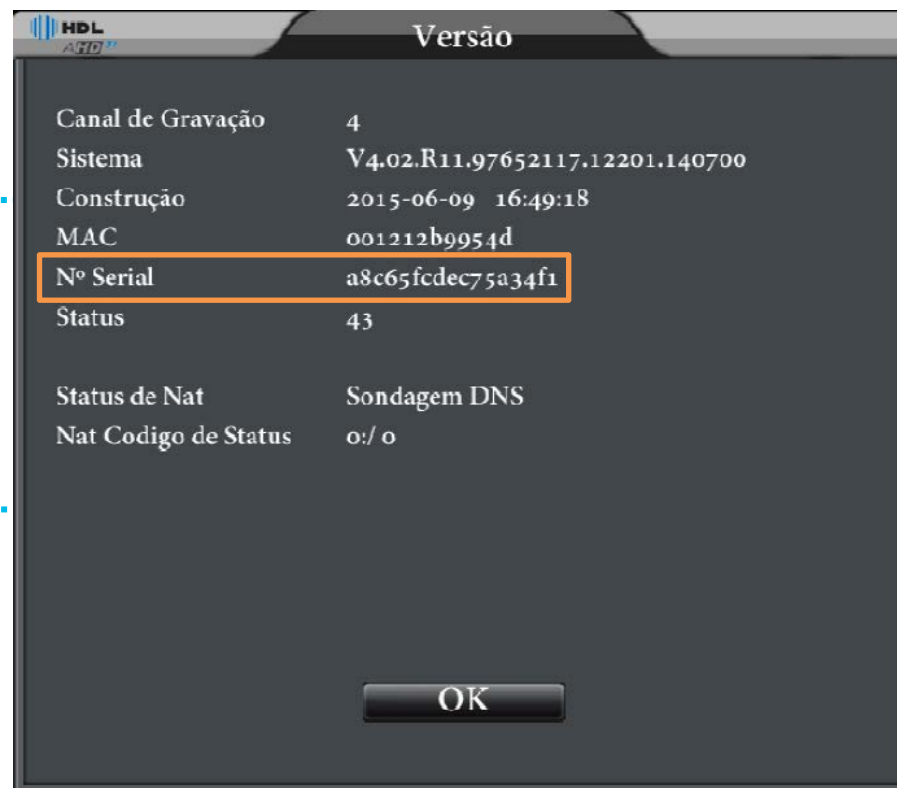 HDL
AHD
Versão
Canal de Gravação 4
Sistema V4.02.R11.97652117.12201.140700
Construção 2015-06-09 16:49:18
MAC 001212b9954d
Nº Serial a8c65fcdec75a34f1
Status 43
Status de Nat Sondagem DNS
Nat Codigo de Status 0:/ 0
OK